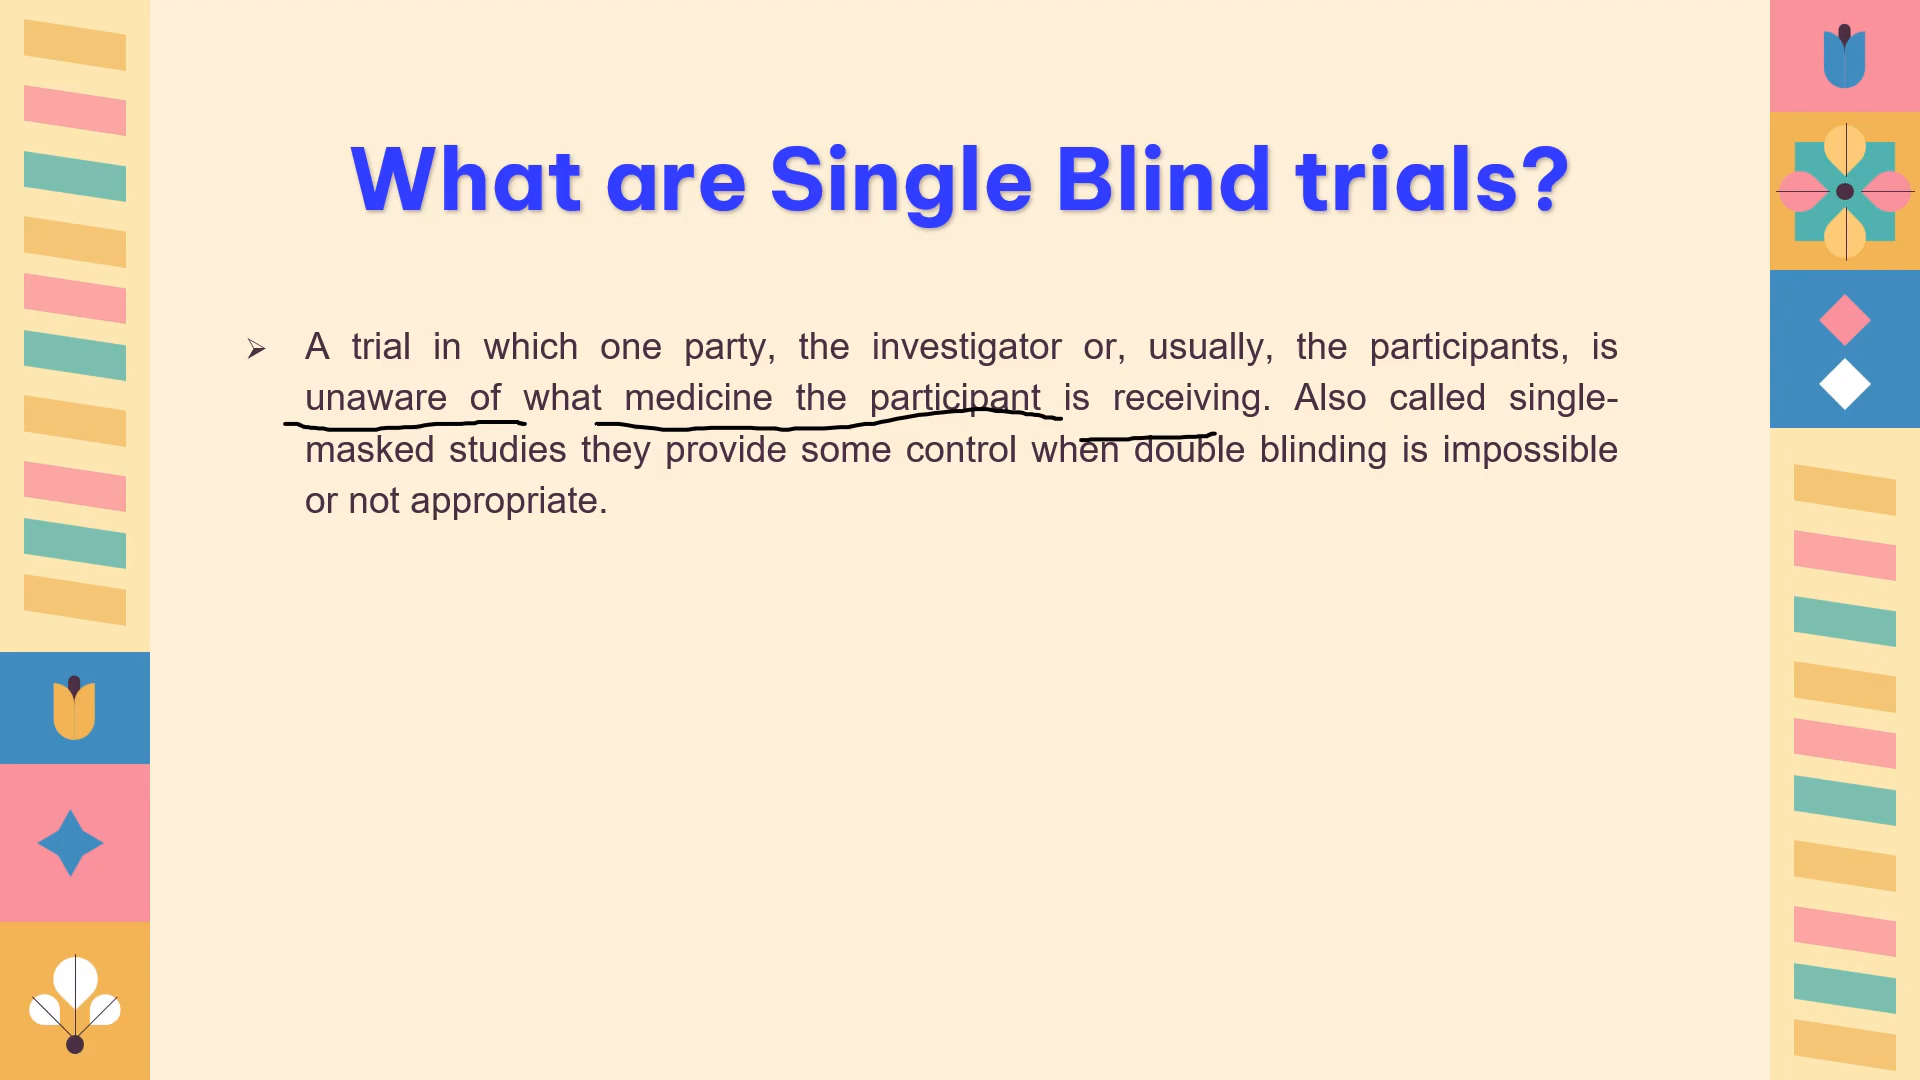 What are Single Blind trials?
➢ A trial in which one party, the investigator or, usually, the participants, is
unaware of what medicine the participant is receiving. Also called single-
masked studies they provide some control when double blinding is impossible
or not appropriate.